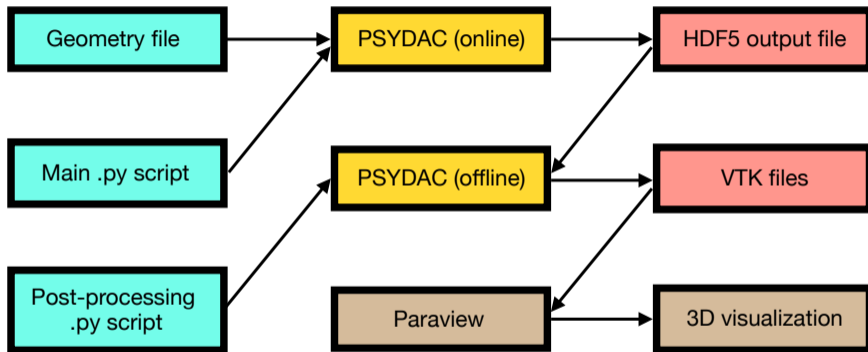 Geometry file
PSYDAC (online)
HDF5 output file
Main .py script
PSYDAC (offline)
VTK files
Post-processing
.py script
Paraview
3D visualization